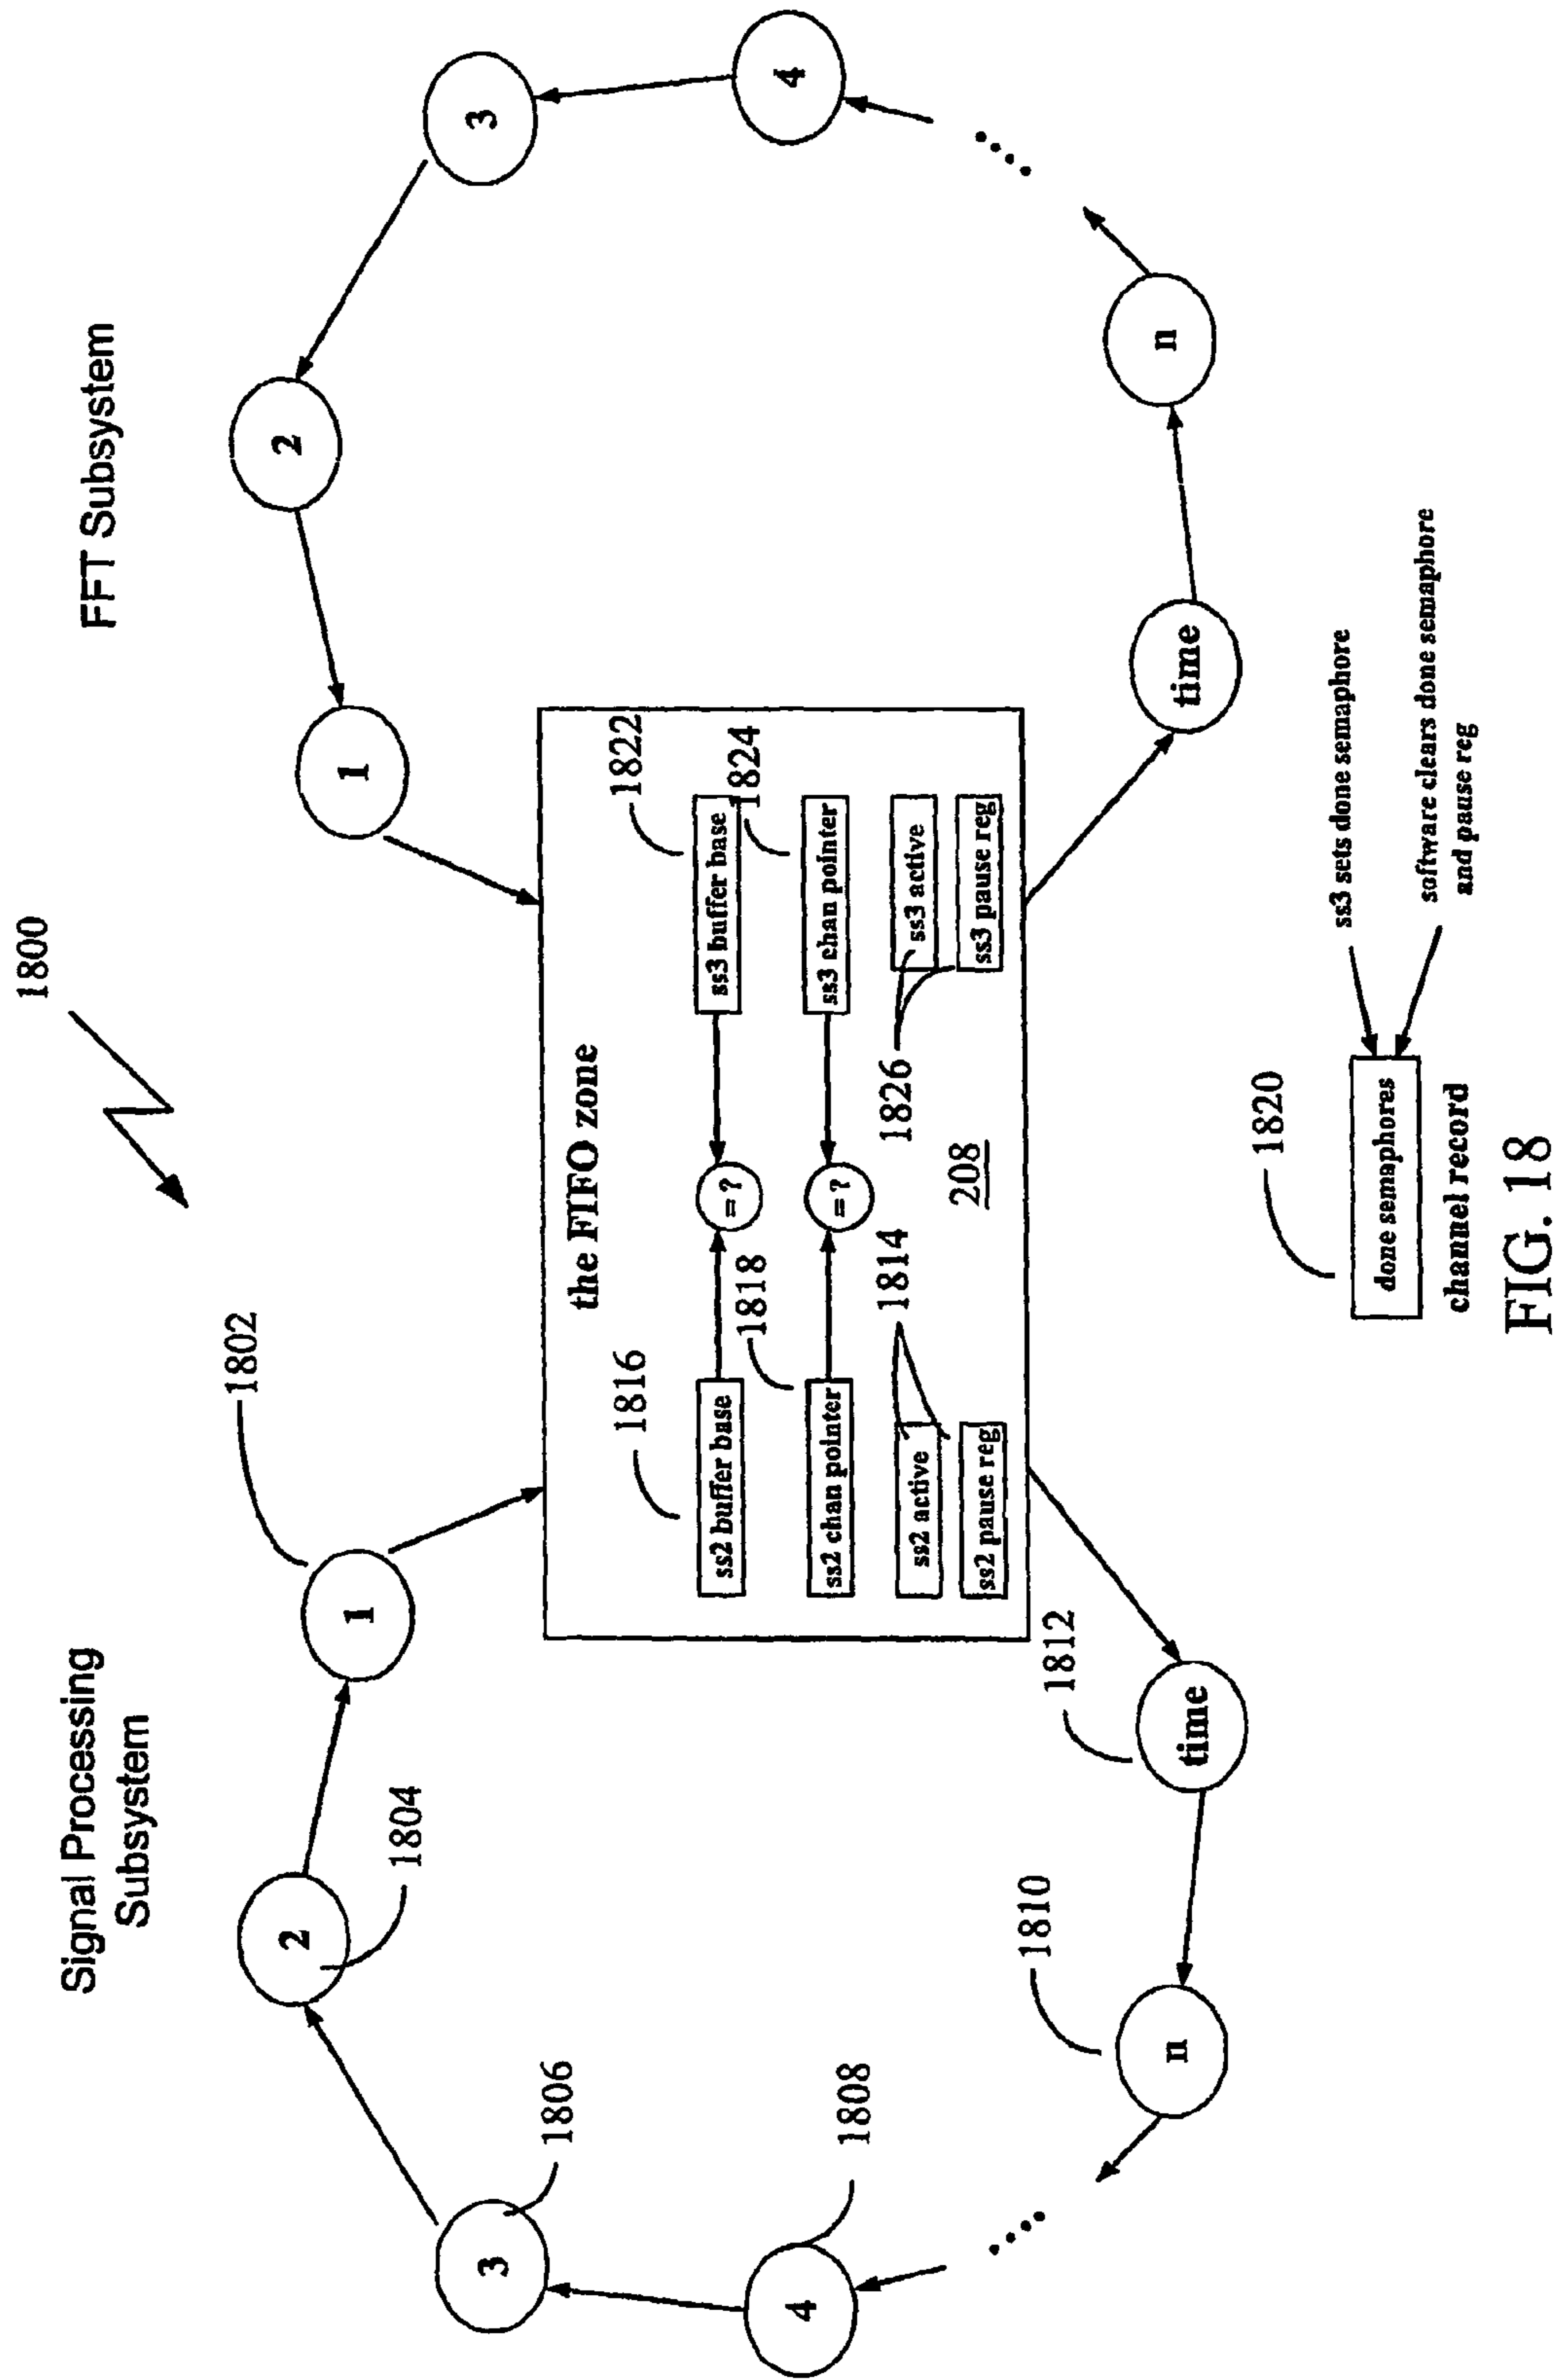 1800
Signal Processing
Subsystem
FFT Subsystem
1802
1
2
1804
3
1806
4
1808
n
1810
time
1812
1
2
3
4
n
time
the FIFO zone
1816
ss2 buffer base
= ?
ss3 buffer base
1822
1818
ss2 chan pointer
= ?
ss3 chan pointer
1824
1814
ss2 active
ss2 pause reg
208
1826
ss3 active
ss3 pause reg
1820
done semaphores
channel record
ss3 sets done semaphore
software clears done semaphore
and pause reg
FIG. 18